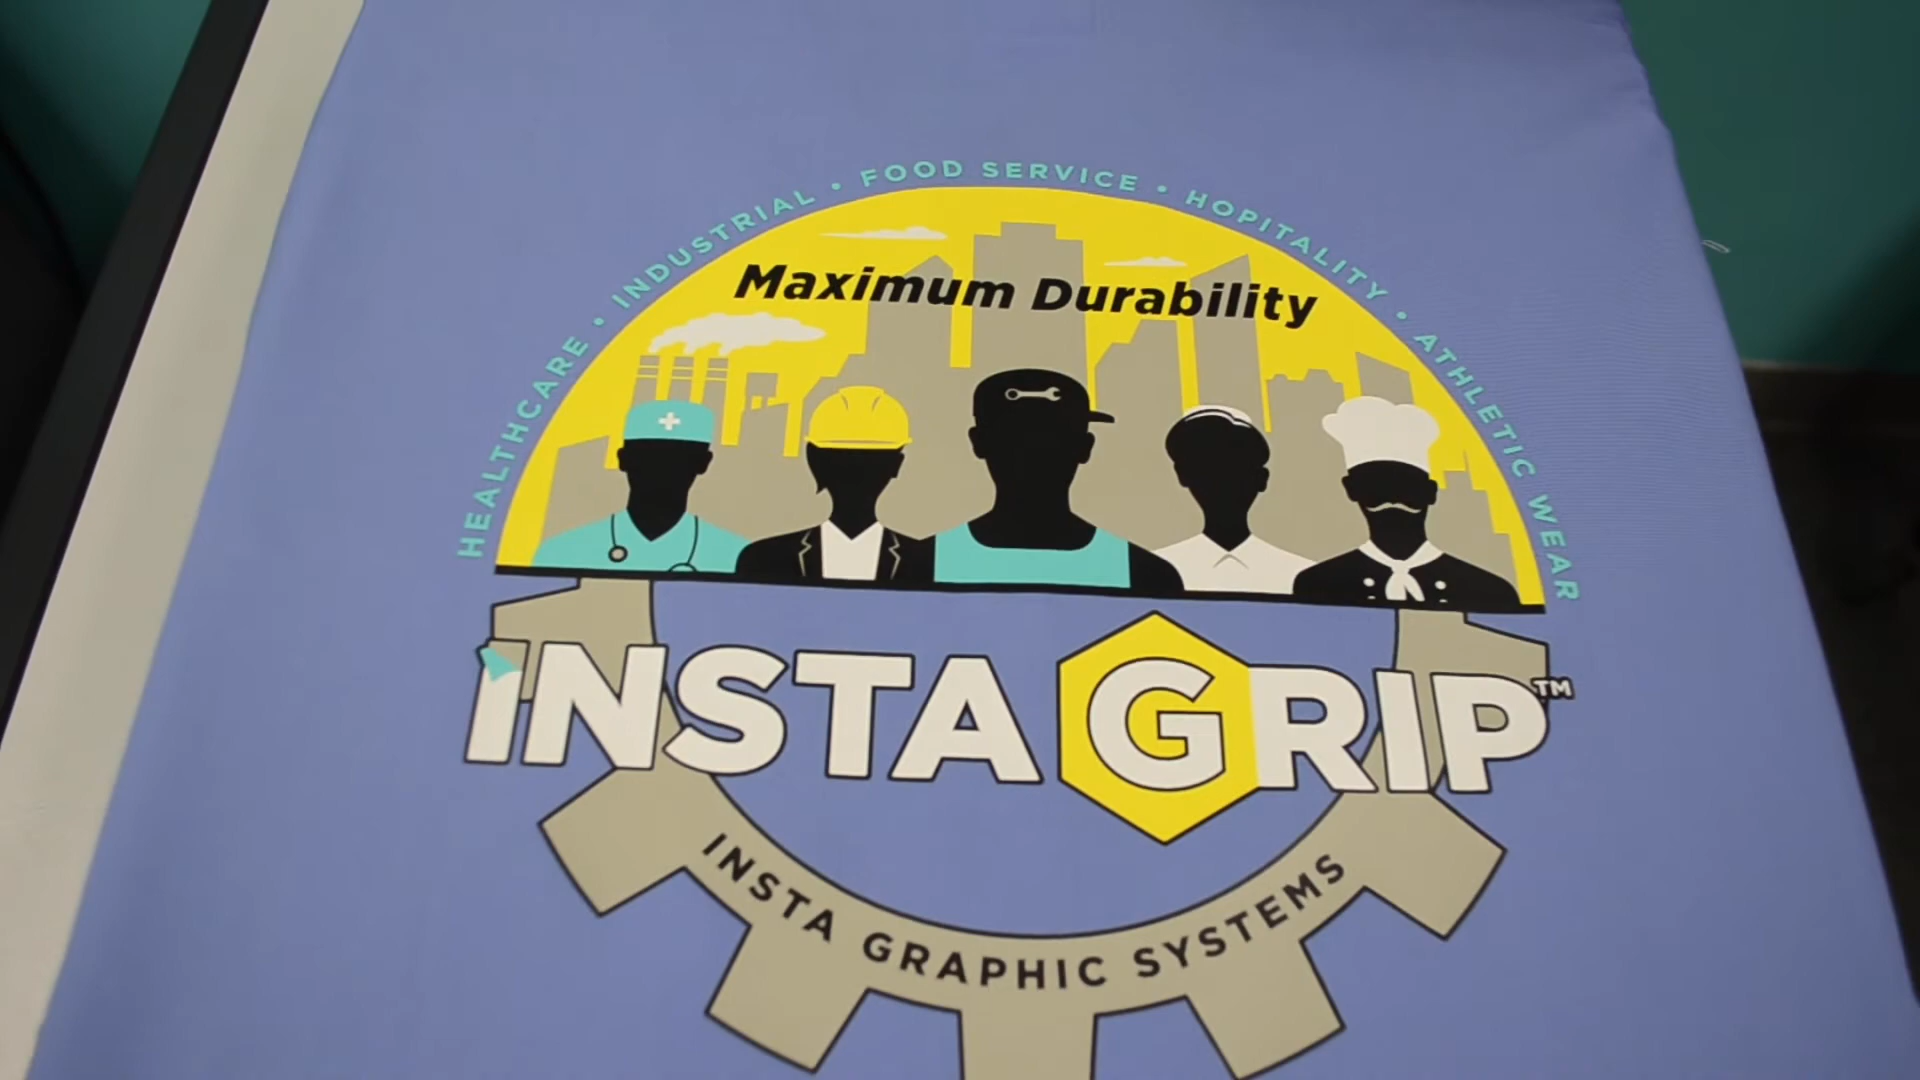 HEALTHCARE • INDUSTRIAL • FOOD SERVICE • HOPITALITY • ATHLETIC WEAR
Maximum Durability
INSTA GRIP™
INSTA GRAPHIC SYSTEMS